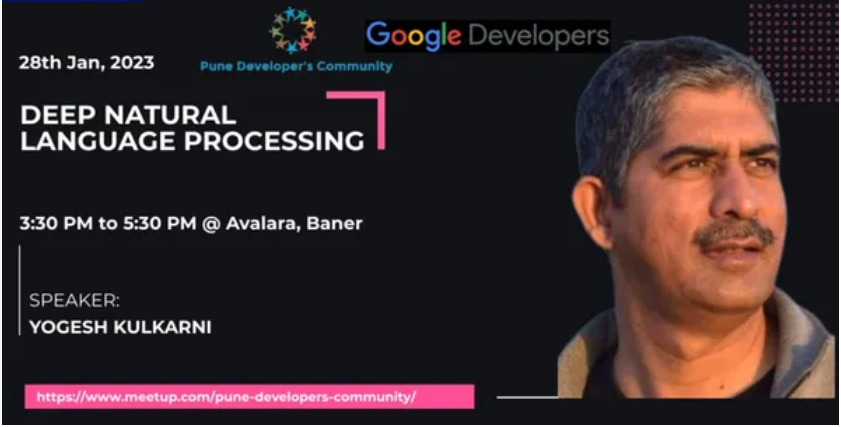 Google Developers
28th Jan, 2023
Pune Developer's Community
DEEP NATURAL
LANGUAGE PROCESSING
3:30 PM to 5:30 PM @ Avalara, Baner
SPEAKER:
YOGESH KULKARNI
https://www.meetup.com/pune-developers-community/